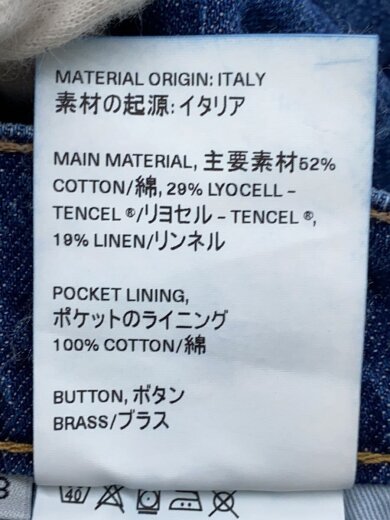 MATERIAL ORIGIN: ITALY
素材の起源: イタリア
MAIN MATERIAL, 主要素材52%
COTTON/綿, 29% LYOCELL –
TENCEL ®/リヨセル – TENCEL ®,
19% LINEN/リンネル
POCKET LINING,
ポケットのライニング
100% COTTON/綿
BUTTON, ボタン
BRASS/ブラス
40